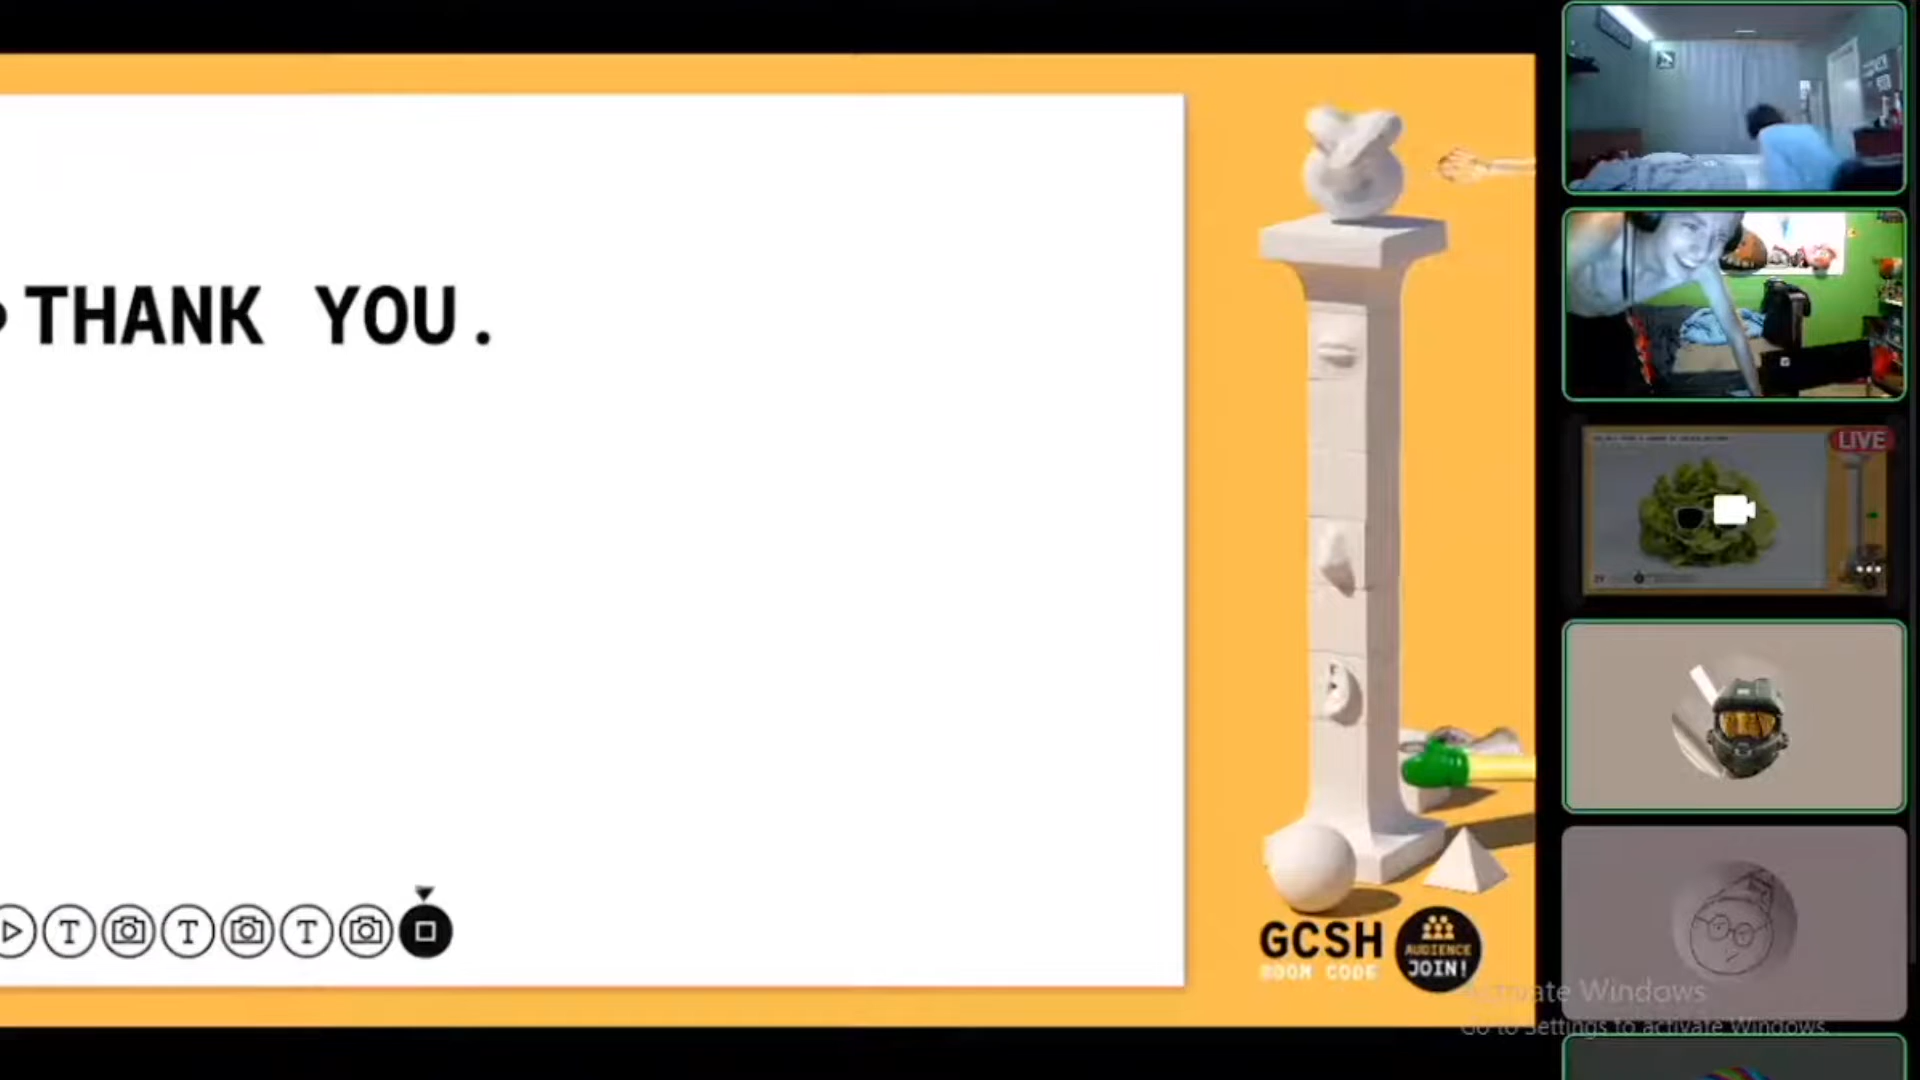 THANK YOU.
LIVE
T
T
T
GCSH
ROOM CODE
AUDIENCE
JOIN!
Activate Windows
Go to Settings to activate Windows.